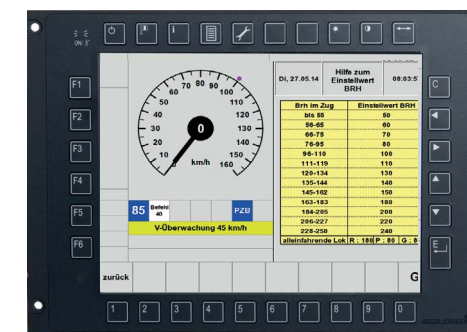 ON/
i
F1
F2
F3
F4
F5
F6
C
E
10
20
30
40
50
60
70
80
90
100
110
120
130
140
150
160
0
km/h
Di, 27.05.14
Hilfe zum
Einstellwert
BRH
08:03:5
Brh im Zug Einstellwert BRH
bis 55 50
56-65 60
66-75 70
76-95 80
96-110 100
111-119 110
120-134 130
135-144 140
145-162 150
163-183 180
184-205 200
206-227 220
228-250 240
alleinfahrende Lok R : 180 P : 80 G : 8
85 Befehl
40
PZB
V-Überwachung 45 km/h
zurück
G
1 2 3 4 5 6 7 8 9 0